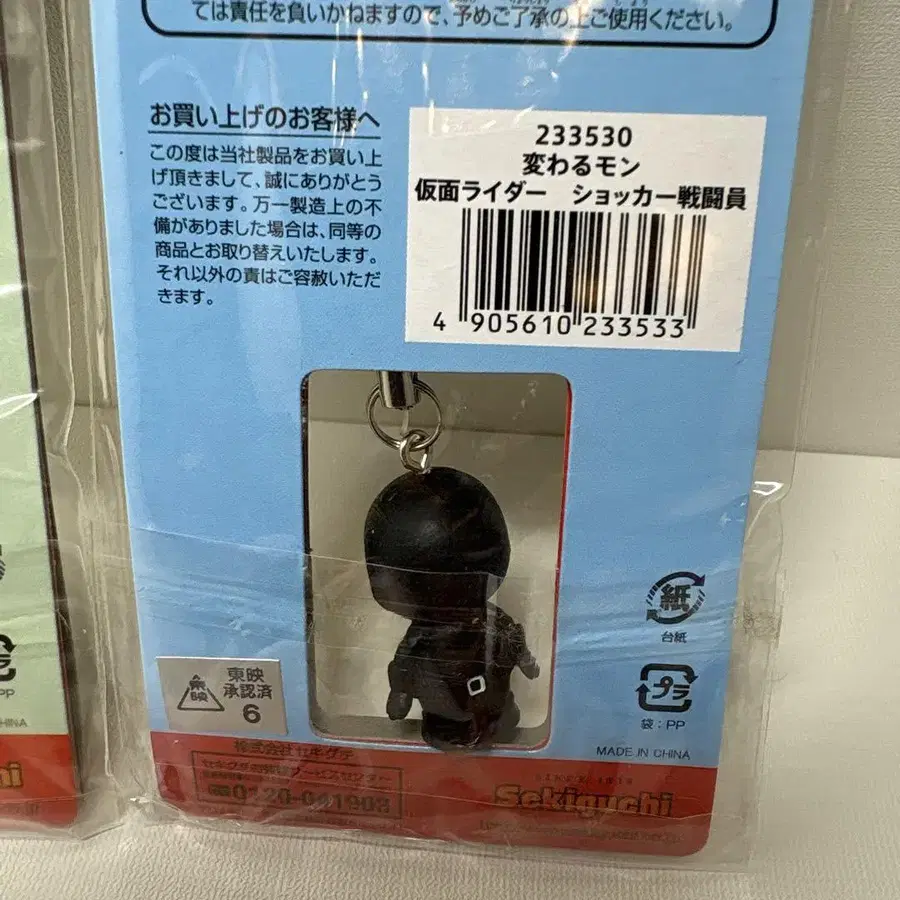 ては責任を負いかねますので、予めご了承の上ご使用ください。
お買い上げのお客様へ
この度は当社製品をお買い上
げ頂きまして、誠にありがとう
ございます。万一製造上の不
備がありました場合は、同等の
商品とお取り替えいたします。
それ以外の責はご容赦いただ
きます。
233530
変わるモン
仮面ライダー ショッカー戦闘員
4 905610 233533
紙
台紙
プラ
袋：PP
MADE IN CHINA
東映
東映
承認済
6
株式会社セキグチ
0120-041903
Sekiguchi
PP
CHINA